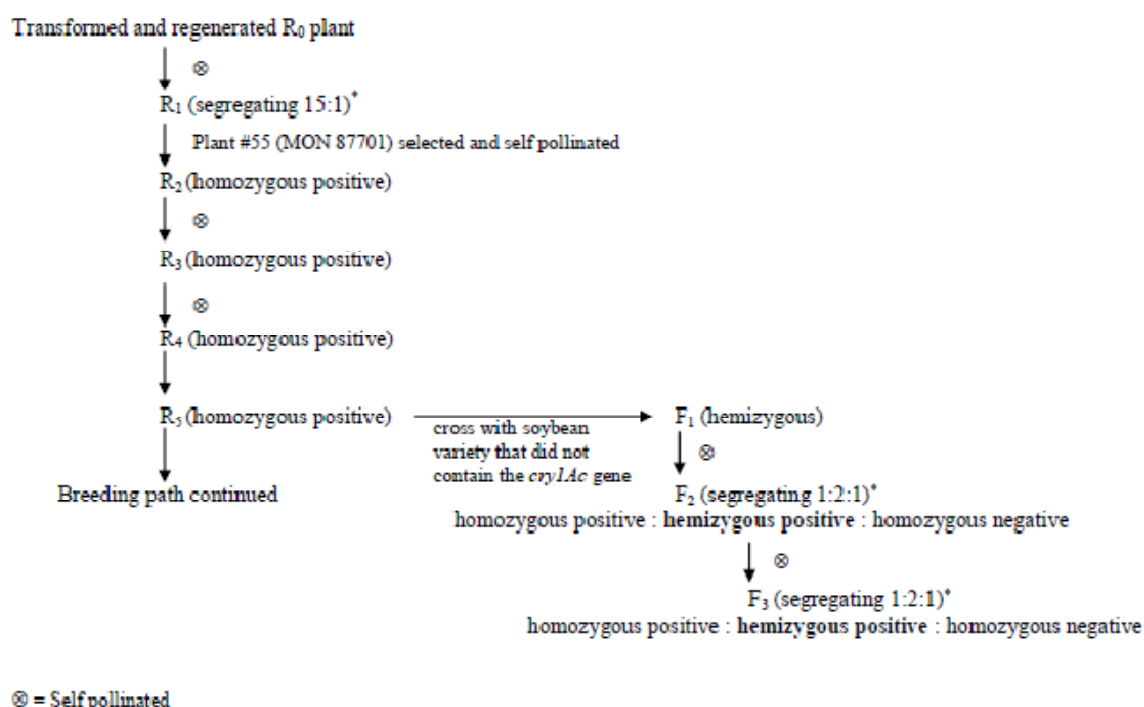 Transformed and regenerated R₀ plant
⊗
R₁ (segregating 15:1)*
Plant #55 (MON 87701) selected and self pollinated
R₂ (homozygous positive)
⊗
R₃ (homozygous positive)
⊗
R₄ (homozygous positive)
R₅ (homozygous positive)
cross with soybean
variety that did not
contain the cry1Ac gene
F₁ (hemizygous)
⊗
Breeding path continued
F₂ (segregating 1:2:1)*
homozygous positive : hemizygous positive : homozygous negative
⊗
F₃ (segregating 1:2:1)*
homozygous positive : hemizygous positive : homozygous negative
⊗ = Self pollinated